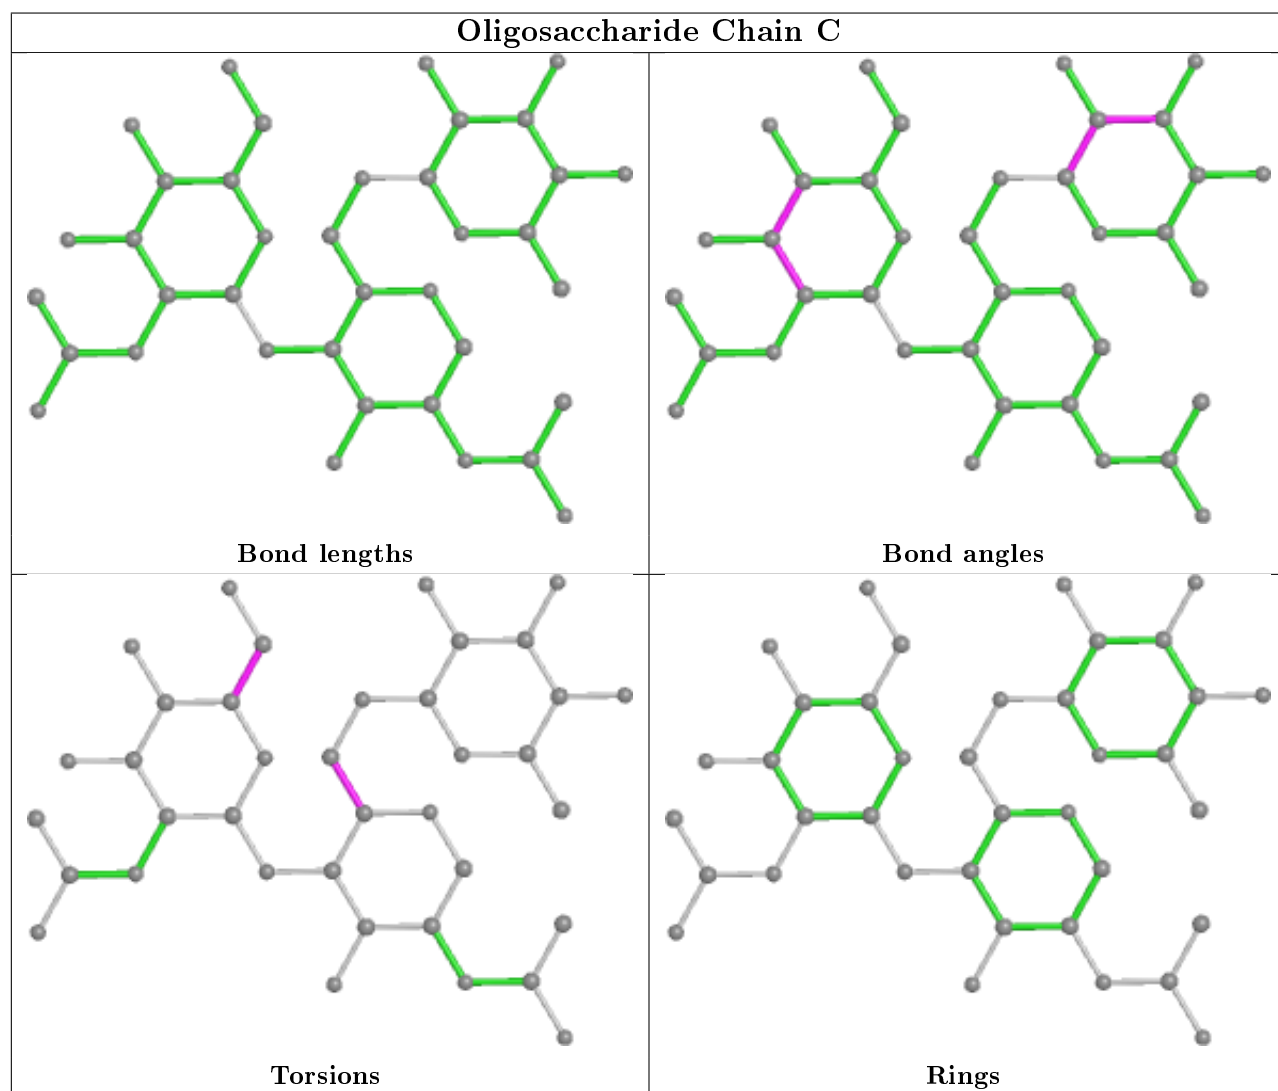 Oligosaccharide Chain C
Bond lengths
Bond angles
Torsions
Rings